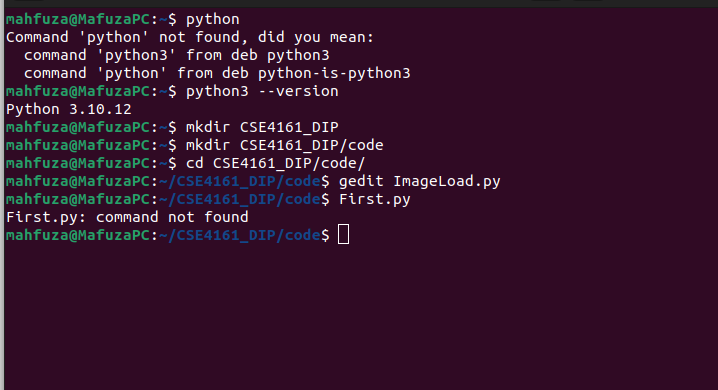 mahfuza@MafuzaPC:~$ python
Command 'python' not found, did you mean:
  command 'python3' from deb python3
  command 'python' from deb python-is-python3
mahfuza@MafuzaPC:~$ python3 --version
Python 3.10.12
mahfuza@MafuzaPC:~$ mkdir CSE4161_DIP
mahfuza@MafuzaPC:~$ mkdir CSE4161_DIP/code
mahfuza@MafuzaPC:~$ cd CSE4161_DIP/code/
mahfuza@MafuzaPC:~/CSE4161_DIP/code$ gedit ImageLoad.py
mahfuza@MafuzaPC:~/CSE4161_DIP/code$ First.py
First.py: command not found
mahfuza@MafuzaPC:~/CSE4161_DIP/code$